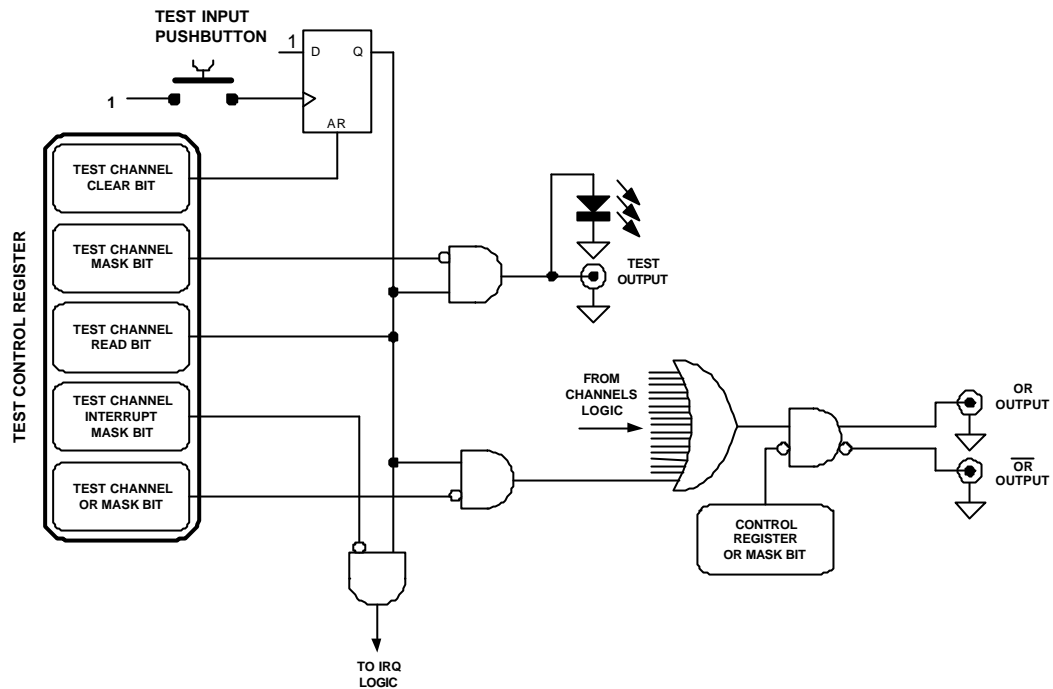 TEST INPUT
PUSHBUTTON
1
D
Q
1
AR
TEST CONTROL REGISTER
TEST CHANNEL
CLEAR BIT
TEST CHANNEL
MASK BIT
TEST CHANNEL
READ BIT
TEST CHANNEL
INTERRUPT
MASK BIT
TEST CHANNEL
OR MASK BIT
TEST
OUTPUT
FROM
CHANNELS
LOGIC
OR
OUTPUT
OR
OUTPUT
CONTROL
REGISTER
OR MASK BIT
TO IRQ
LOGIC